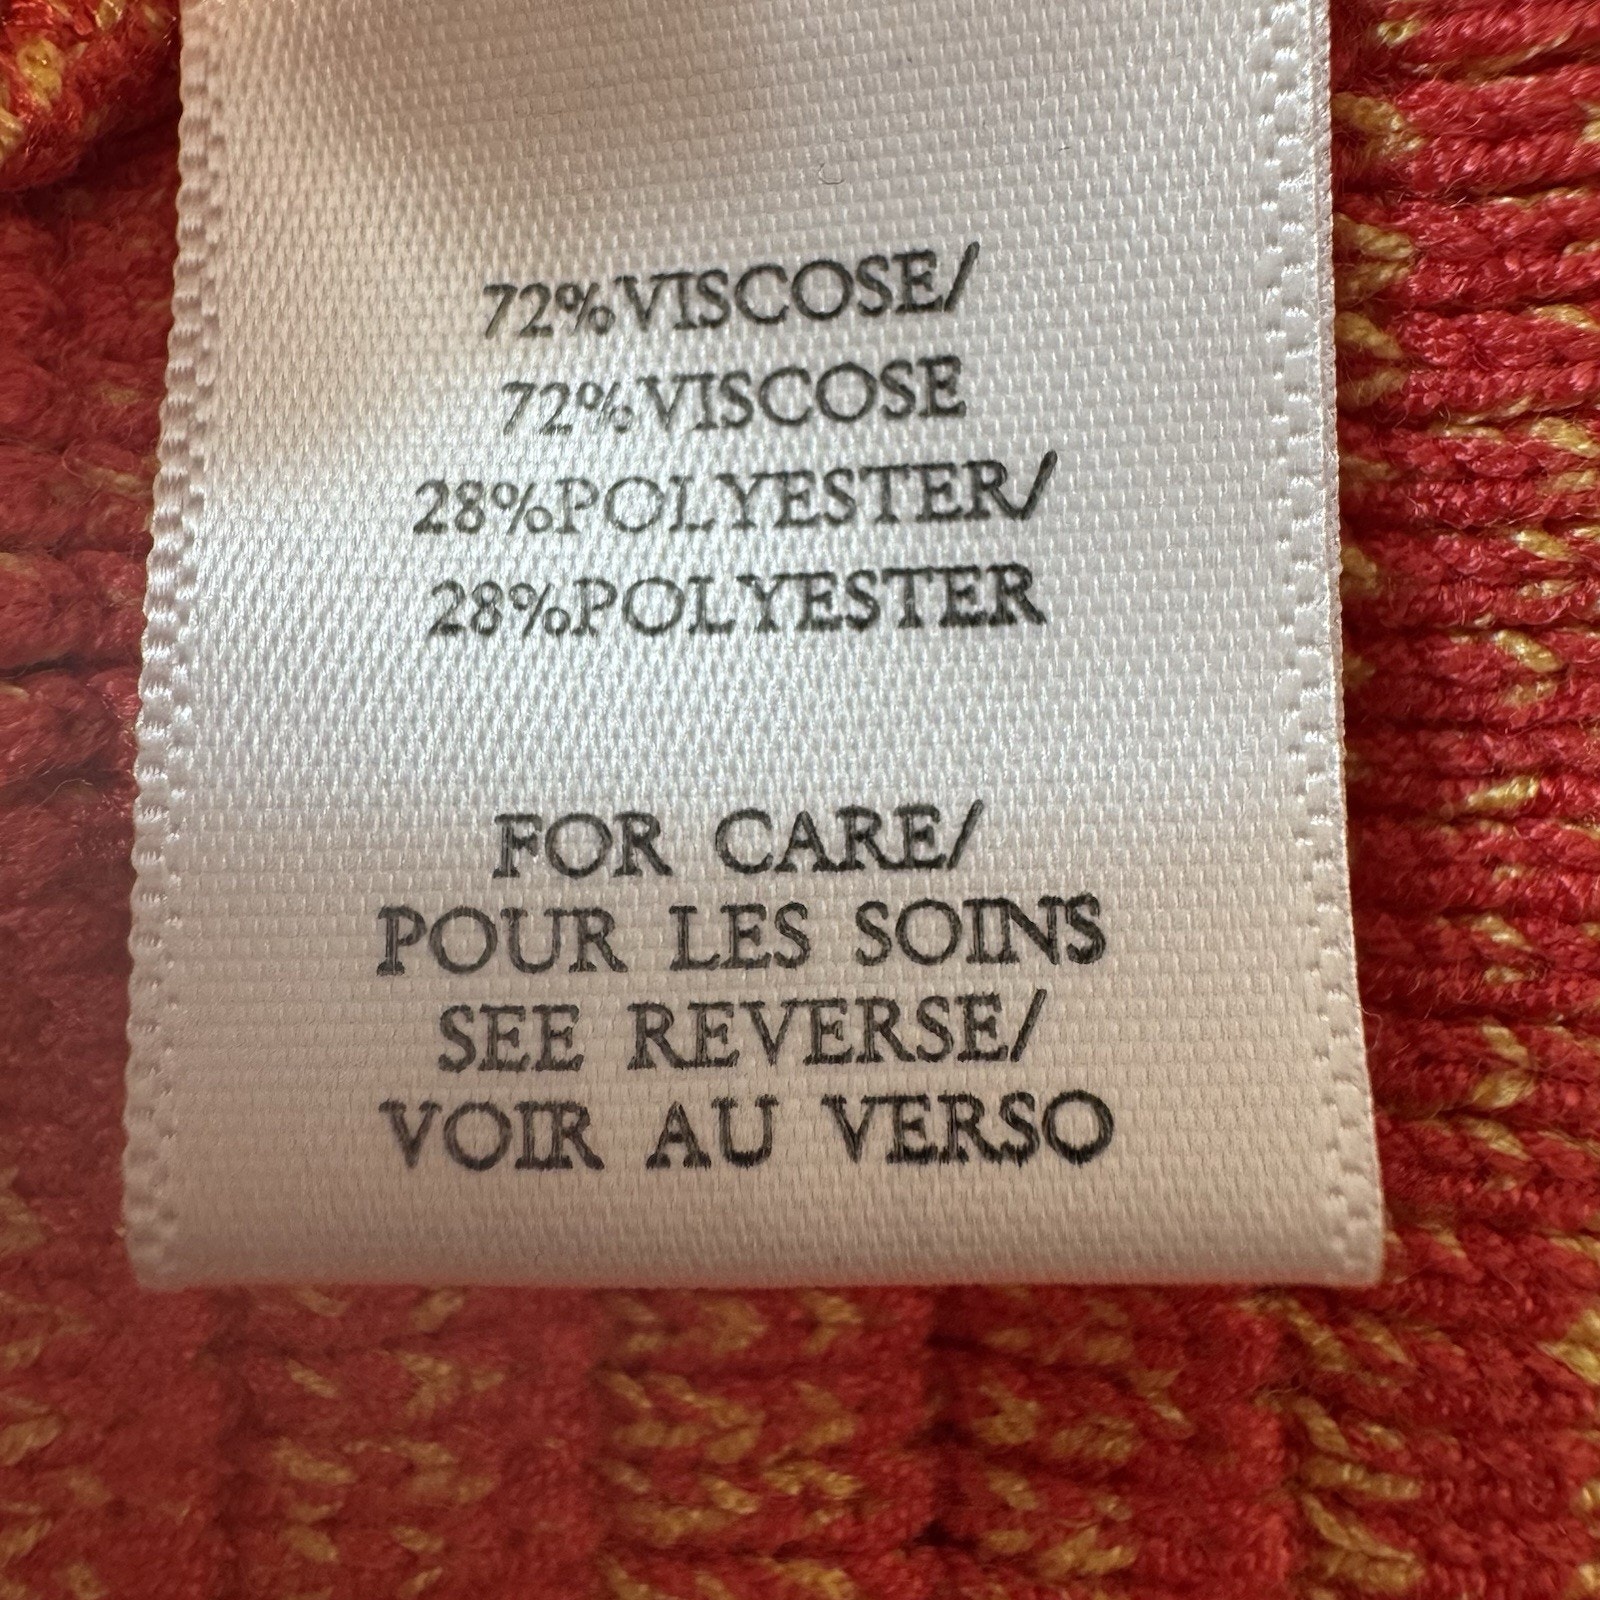 72%VISCOSE/
72%VISCOSE
28%POLYESTER/
28%POLYESTER
FOR CARE/
POUR LES SOINS
SEE REVERSE/
VOIR AU VERSO